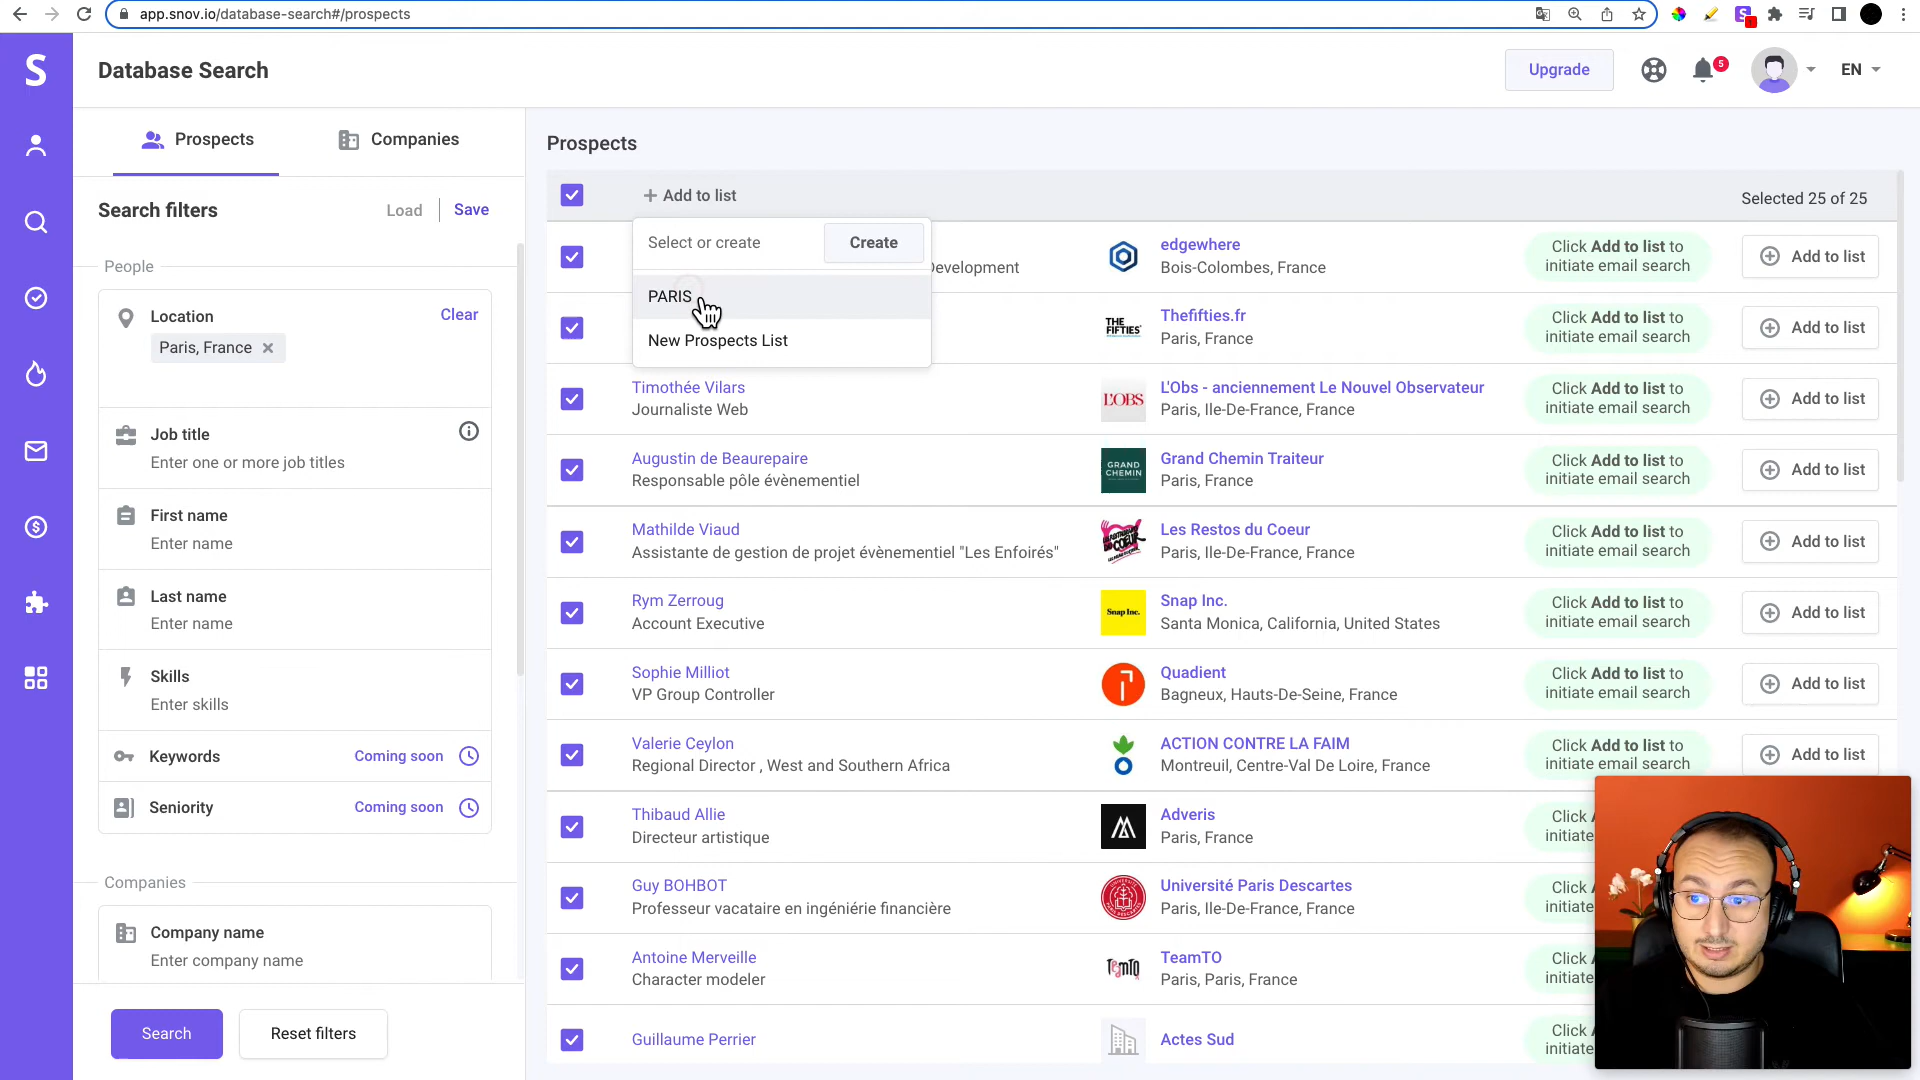 app.snov.io/database-search#/prospects
S
Database Search
Upgrade
5
EN
Prospects
Companies
Search filters
Load
Save
People
Location
Clear
Paris, France
Job title
Enter one or more job titles
First name
Enter name
Last name
Enter name
Skills
Enter skills
Keywords
Coming soon
Seniority
Coming soon
Companies
Company name
Enter company name
Search
Reset filters
Prospects
Add to list
Selected 25 of 25
Select or create
Create
PARIS
New Prospects List
Development
edgewhere
Bois-Colombes, France
Click Add to list to
initiate email search
Add to list
THE
FIFTIES
Thefifties.fr
Paris, France
Click Add to list to
initiate email search
Add to list
Timothée Vilars
Journaliste Web
L'OBS
L'Obs - anciennement Le Nouvel Observateur
Paris, Ile-De-France, France
Click Add to list to
initiate email search
Add to list
Augustin de Beaurepaire
Responsable pôle évènementiel
GRAND
CHEMIN
Grand Chemin Traiteur
Paris, France
Click Add to list to
initiate email search
Add to list
Mathilde Viaud
Assistante de gestion de projet évènementiel "Les Enfoirés"
Les Restos du Coeur
Paris, Ile-De-France, France
Click Add to list to
initiate email search
Add to list
Rym Zerroug
Account Executive
Snap Inc.
Snap Inc.
Santa Monica, California, United States
Click Add to list to
initiate email search
Add to list
Sophie Milliot
VP Group Controller
Quadient
Bagneux, Hauts-De-Seine, France
Click Add to list to
initiate email search
Add to list
Valerie Ceylon
Regional Director , West and Southern Africa
ACTION CONTRE LA FAIM
Montreuil, Centre-Val De Loire, France
Click Add to list to
initiate email search
Add to list
Thibaud Allie
Directeur artistique
Adveris
Paris, France
Click
initiate
Guy BOHBOT
Professeur vacataire en ingéniérie financière
Université Paris Descartes
Paris, Ile-De-France, France
Click
initiate
Antoine Merveille
Character modeler
TeamTO
TeamTO
Paris, Paris, France
Click
initiate
Guillaume Perrier
Actes Sud
Click
initiate